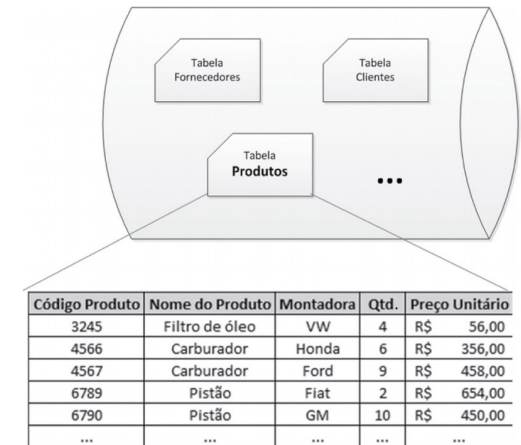 Tabela
Fornecedores
Tabela
Clientes
Tabela
Produtos
...
Código Produto Nome do Produto Montadora Qtd. Preço Unitário
3245 Filtro de óleo VW 4 R$ 56,00
4566 Carburador Honda 6 R$ 356,00
4567 Carburador Ford 9 R$ 458,00
6789 Pistão Fiat 2 R$ 654,00
6790 Pistão GM 10 R$ 450,00
... ... ... ... ...